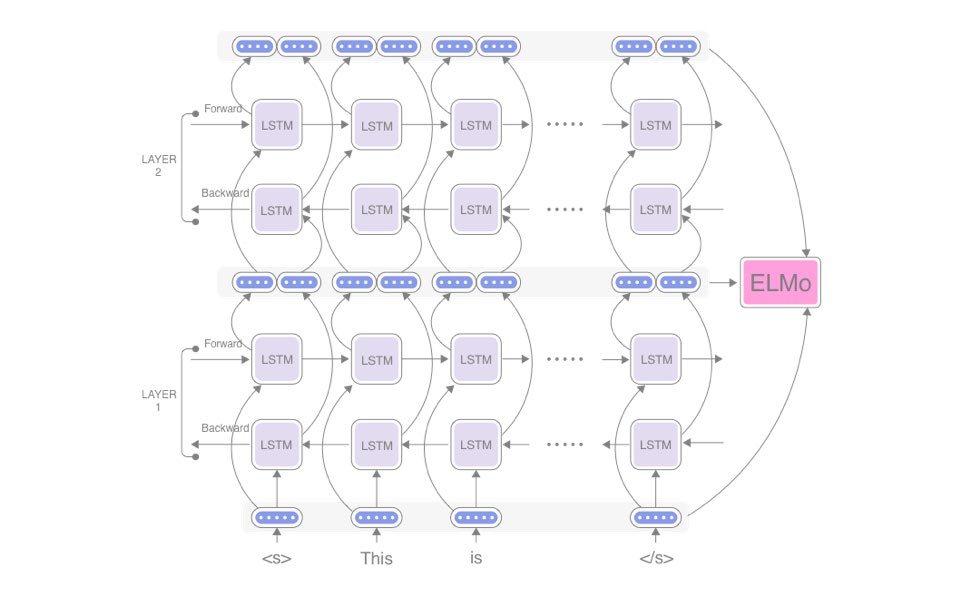 Forward
LSTM LSTM LSTM LSTM
LAYER
2
Backward
LSTM LSTM LSTM LSTM
ELMo
Forward
LSTM LSTM LSTM LSTM
LAYER
1
Backward
LSTM LSTM LSTM LSTM
<s> This is </s>